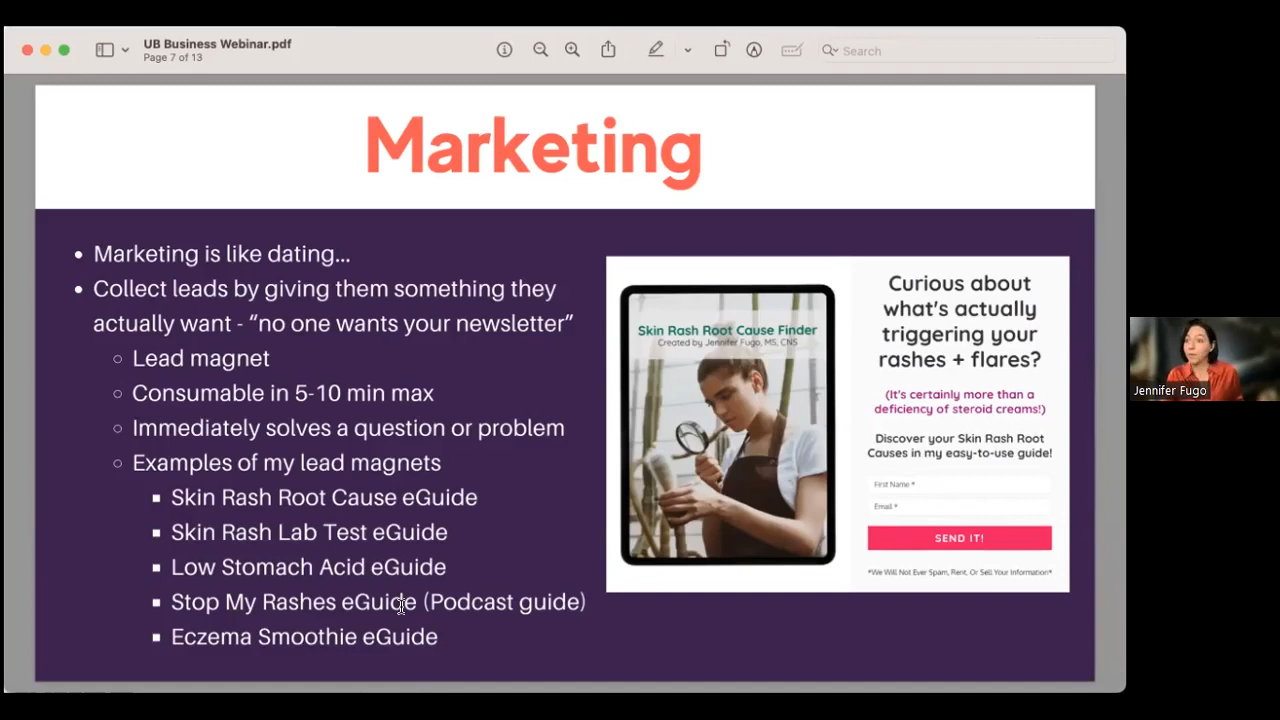 UB Business Webinar.pdf
Page 7 of 13
Search
Marketing
• Marketing is like dating...
• Collect leads by giving them something they
actually want - “no one wants your newsletter”
○ Lead magnet
○ Consumable in 5-10 min max
○ Immediately solves a question or problem
○ Examples of my lead magnets
▪ Skin Rash Root Cause eGuide
▪ Skin Rash Lab Test eGuide
▪ Low Stomach Acid eGuide
▪ Stop My Rashes eGuide (Podcast guide)
▪ Eczema Smoothie eGuide
Skin Rash Root Cause Finder
Created by Jennifer Fugo, MS, CNS
Curious about
what's actually
triggering your
rashes + flares?
(It's certainly more than a
deficiency of steroid creams!)
Discover your Skin Rash Root
Causes in my easy-to-use guide!
First Name *
Email *
SEND IT!
*We Will Not Ever Spam, Rent, Or Sell Your Information*
Jennifer Fugo